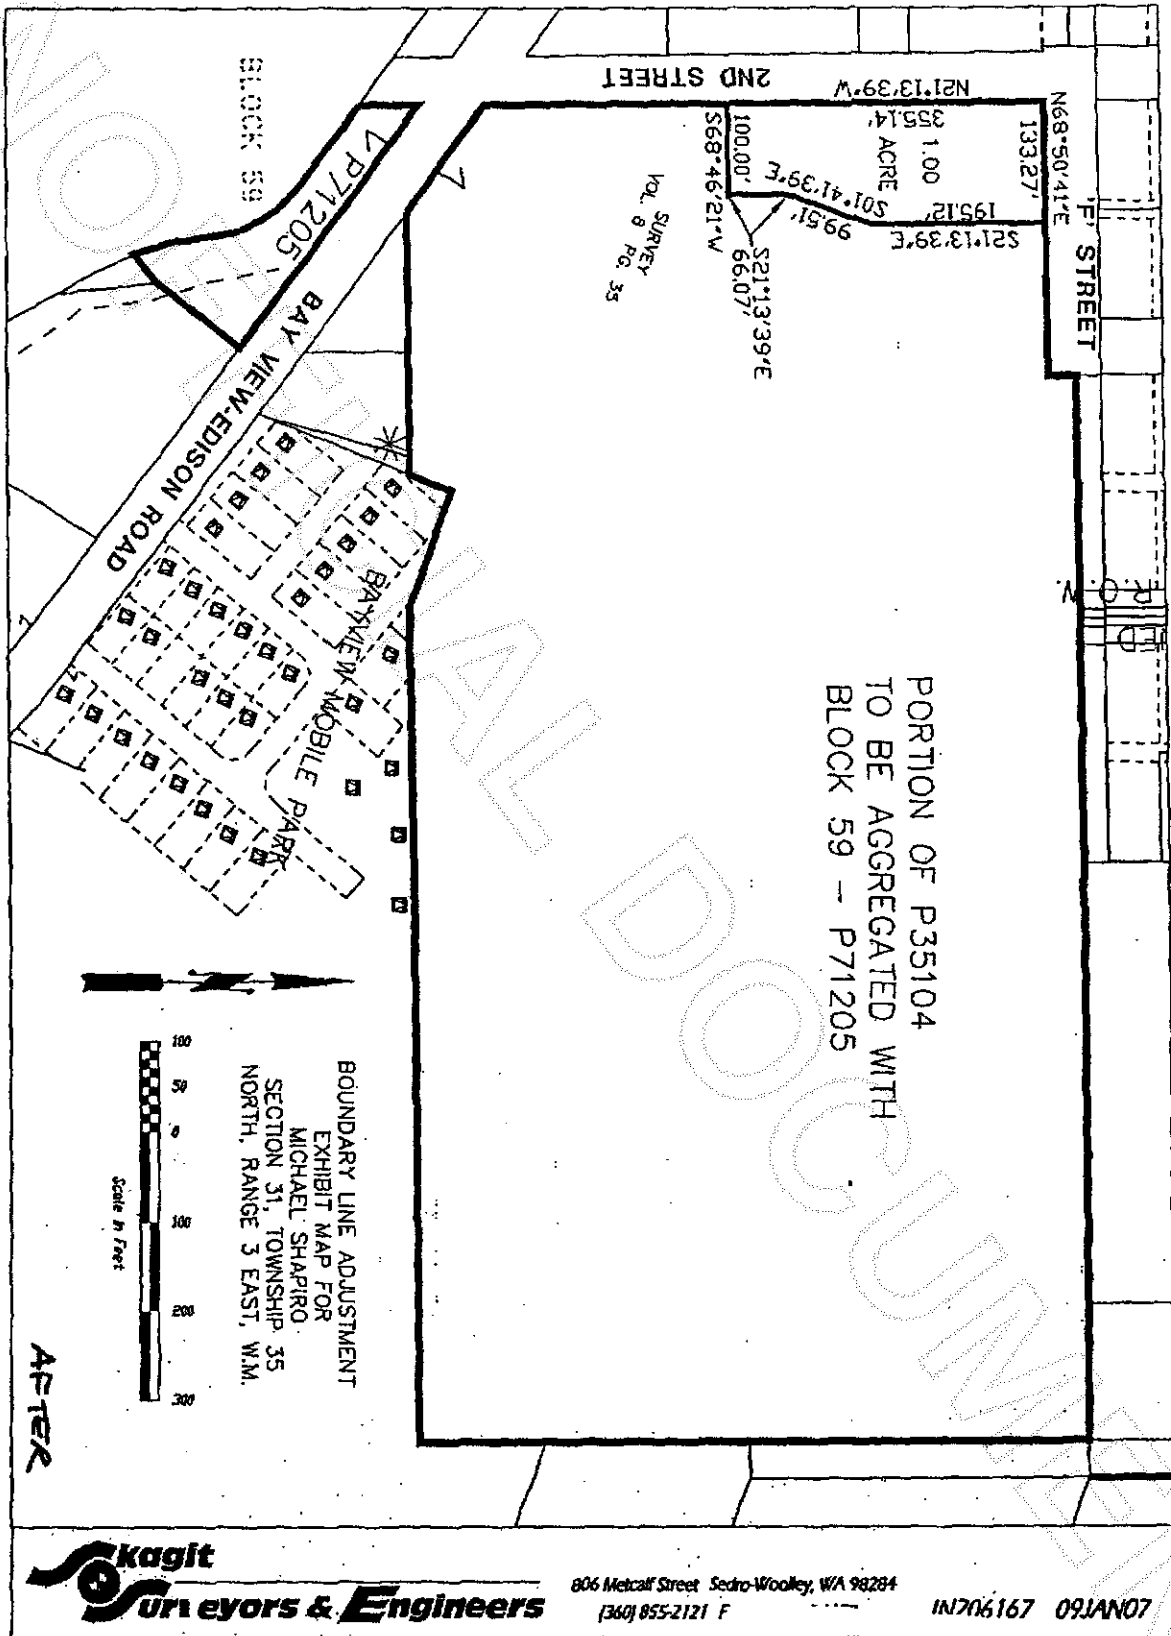 BLOCK 59
P71205
2ND STREET
N21°13'39"W
355.14'
1.00
ACRE
N68°50'41"E
133.27'
195.12'
S21°13'39"E
S01°41'39"E
99.51'
100.00'
S68°46'21"W
S21°13'39"E
66.07'
'F' STREET
SURVEY
VOL 8 PG. 33
BAY VIEW-EDISON ROAD
BAYVIEW MOBILE PARK
R.O.W.
PORTION OF P35104
TO BE AGGREGATED WITH
BLOCK 59 - P71205
UNOFFICIAL DOCUMENT
BOUNDARY LINE ADJUSTMENT
EXHIBIT MAP FOR
MICHAEL SHAPIRO
SECTION 31, TOWNSHIP 35
NORTH, RANGE 3 EAST, W.M.
100 50 0 100 200 300
Scale in Feet
AFTER
Skagit
Surveyors & Engineers
806 Metcalf Street Sedro-Woolley, WA 98284
(360) 855-2121 F
IN706167 09JAN07